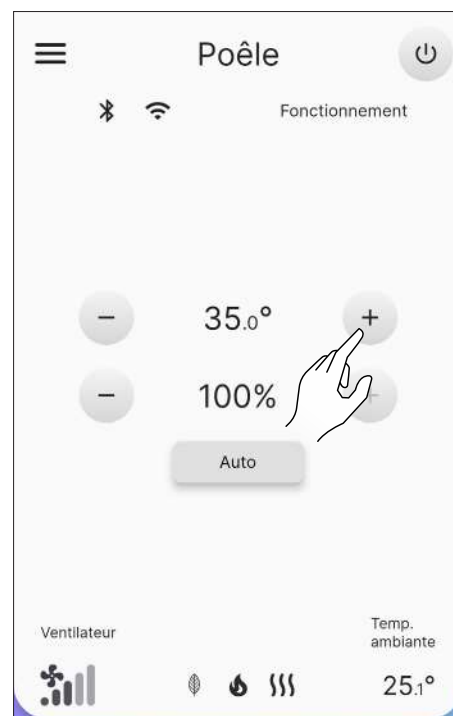 Poêle
Fonctionnement
− 35.0° +
− 100% +
Auto
Ventilateur
Temp.
ambiante
25.1°